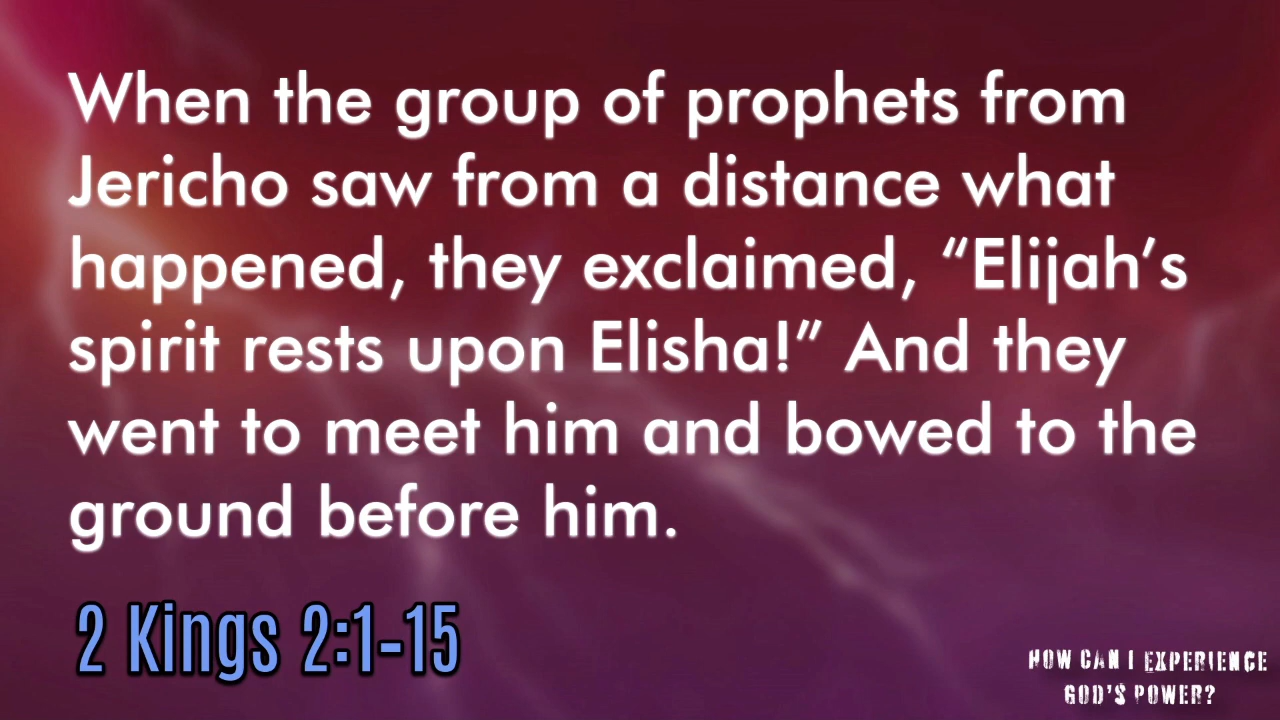 When the group of prophets from
Jericho saw from a distance what
happened, they exclaimed, “Elijah’s
spirit rests upon Elisha!” And they
went to meet him and bowed to the
ground before him.
2 Kings 2:1-15
HOW CAN I EXPERIENCE
GOD'S POWER?